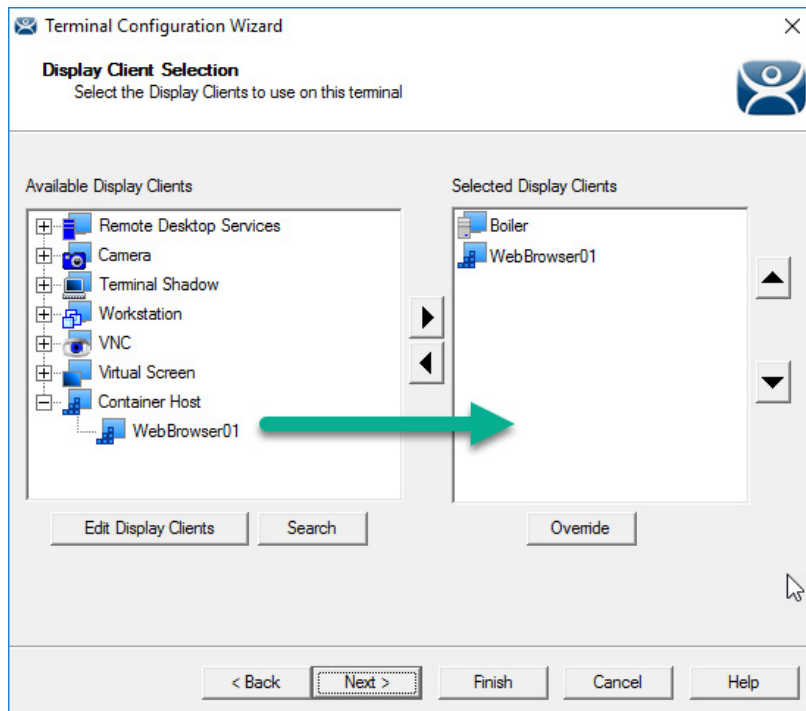 Terminal Configuration Wizard
Display Client Selection
Select the Display Clients to use on this terminal
Available Display Clients
Remote Desktop Services
Camera
Terminal Shadow
Workstation
VNC
Virtual Screen
Container Host
WebBrowser01
Edit Display Clients
Search
Selected Display Clients
Boiler
WebBrowser01
Override
< Back
Next >
Finish
Cancel
Help